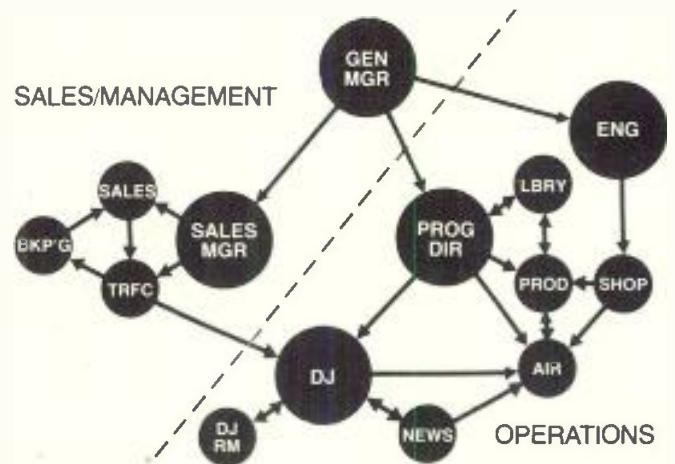 GEN
MGR
SALES/MANAGEMENT
ENG
SALES
LBRY
BKP'G
SALES
MGR
PROG
DIR
TRFC
PROD
SHOP
DJ
AIR
DJ
RM
NEWS
OPERATIONS